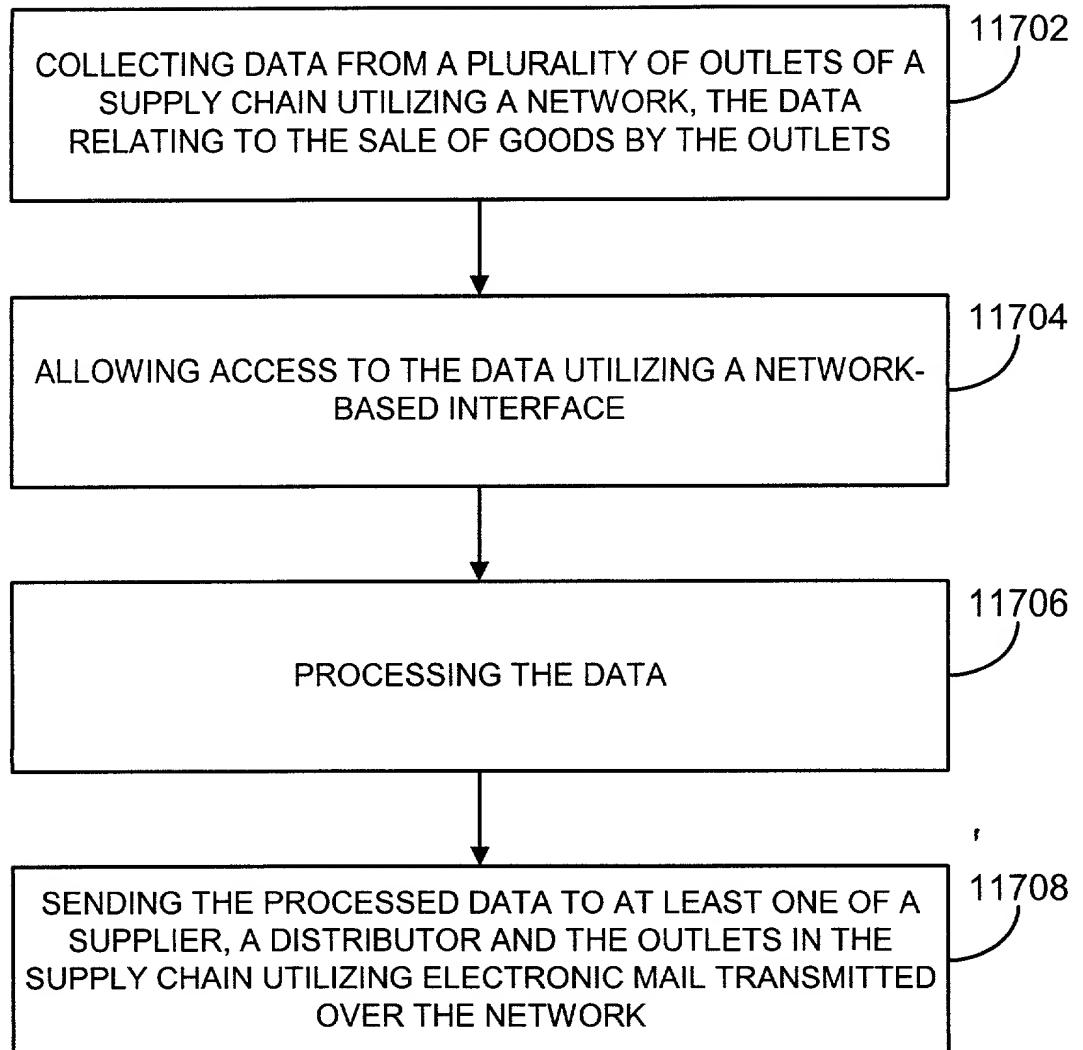 11702
COLLECTING DATA FROM A PLURALITY OF OUTLETS OF A
SUPPLY CHAIN UTILIZING A NETWORK, THE DATA
RELATING TO THE SALE OF GOODS BY THE OUTLETS
11704
ALLOWING ACCESS TO THE DATA UTILIZING A NETWORK-
BASED INTERFACE
11706
PROCESSING THE DATA
11708
SENDING THE PROCESSED DATA TO AT LEAST ONE OF A
SUPPLIER, A DISTRIBUTOR AND THE OUTLETS IN THE
SUPPLY CHAIN UTILIZING ELECTRONIC MAIL TRANSMITTED
OVER THE NETWORK